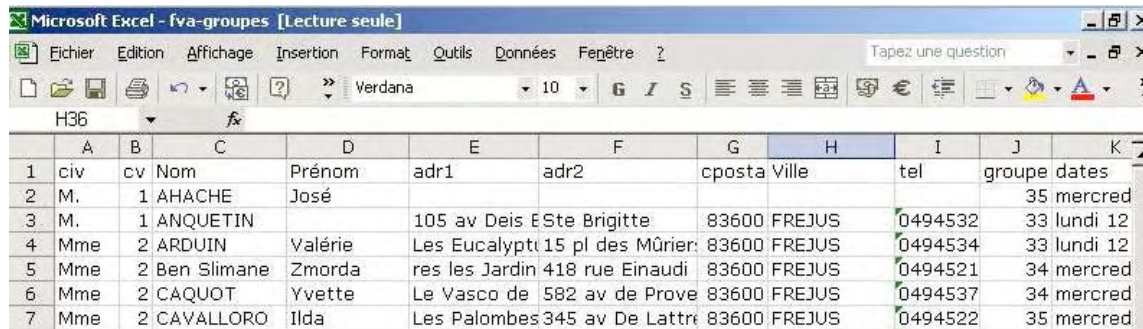 Microsoft Excel - fva-groupes [Lecture seule]
Fichier Edition Affichage Insertion Format Outils Données Fenêtre ? Tapez une question
Verdana 10 G I S €
H36 fx
A B C D E F G H I J K
1 civ cv Nom Prénom adr1 adr2 cposta Ville tel groupe dates
2 M. 1 AHACHE José 35 mercred
3 M. 1 ANQUETIN 105 av Deis E Ste Brigitte 83600 FREJUS 0494532 33 lundi 12
4 Mme 2 ARDUIN Valérie Les Eucalypt 15 pl des Mûrier 83600 FREJUS 0494534 33 lundi 12
5 Mme 2 Ben Slimane Zmorda res les Jardin 418 rue Einaudi 83600 FREJUS 0494521 34 mercred
6 Mme 2 CAQUOT Yvette Le Vasco de 582 av de Prove 83600 FREJUS 0494537 34 mercred
7 Mme 2 CAVALLORO Ilda Les Palombes 345 av De Lattr 83600 FREJUS 0494522 35 mercred